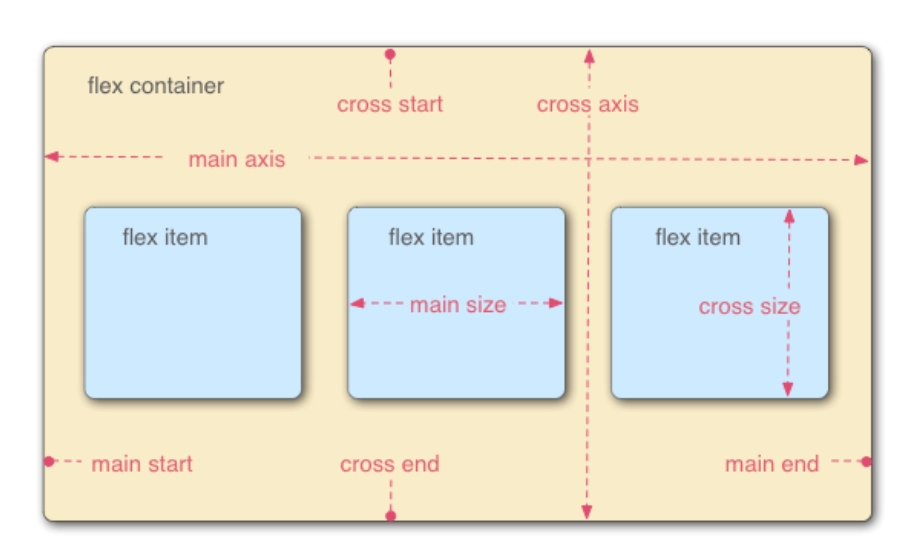 flex container
cross start
cross axis
main axis
flex item
flex item
flex item
main size
cross size
main start
cross end
main end